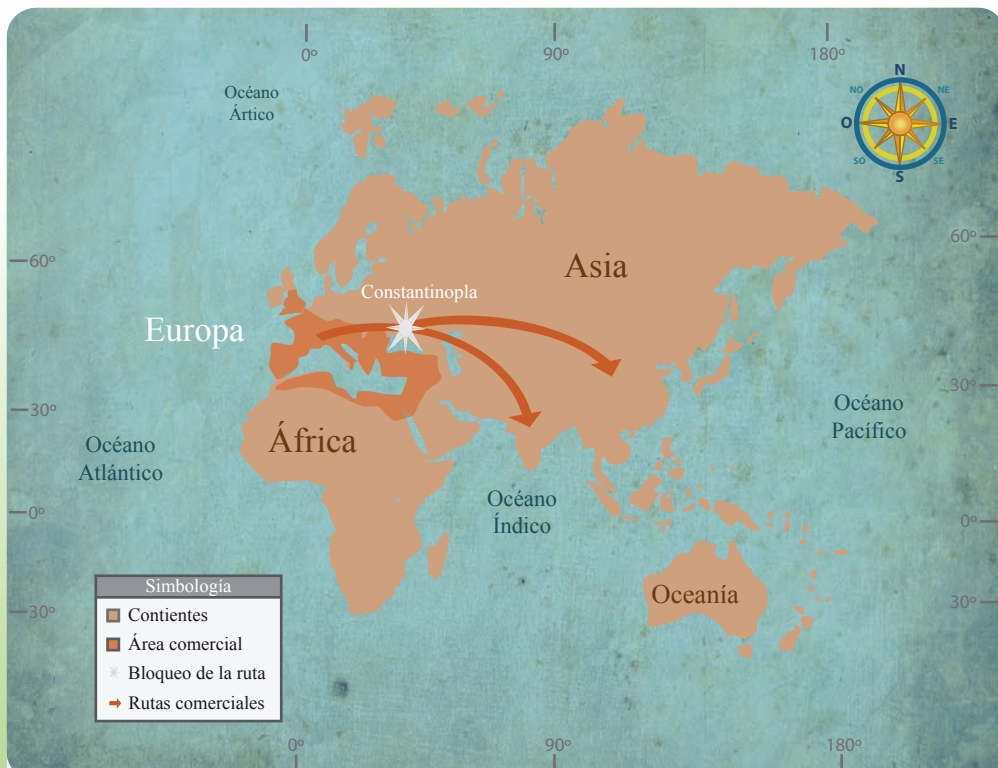 0º
90º
180º
Océano
Ártico
N
NO
NE
O
E
SO
SE
S
60º
60º
Asia
Constantinopla
Europa
30º
30º
África
Océano
Pacífico
Océano
Atlántico
Océano
Índico
0º
0º
Simbología
Contientes
Área comercial
Bloqueo de la ruta
Rutas comerciales
Oceanía
30º
30º
0º
90º
180º